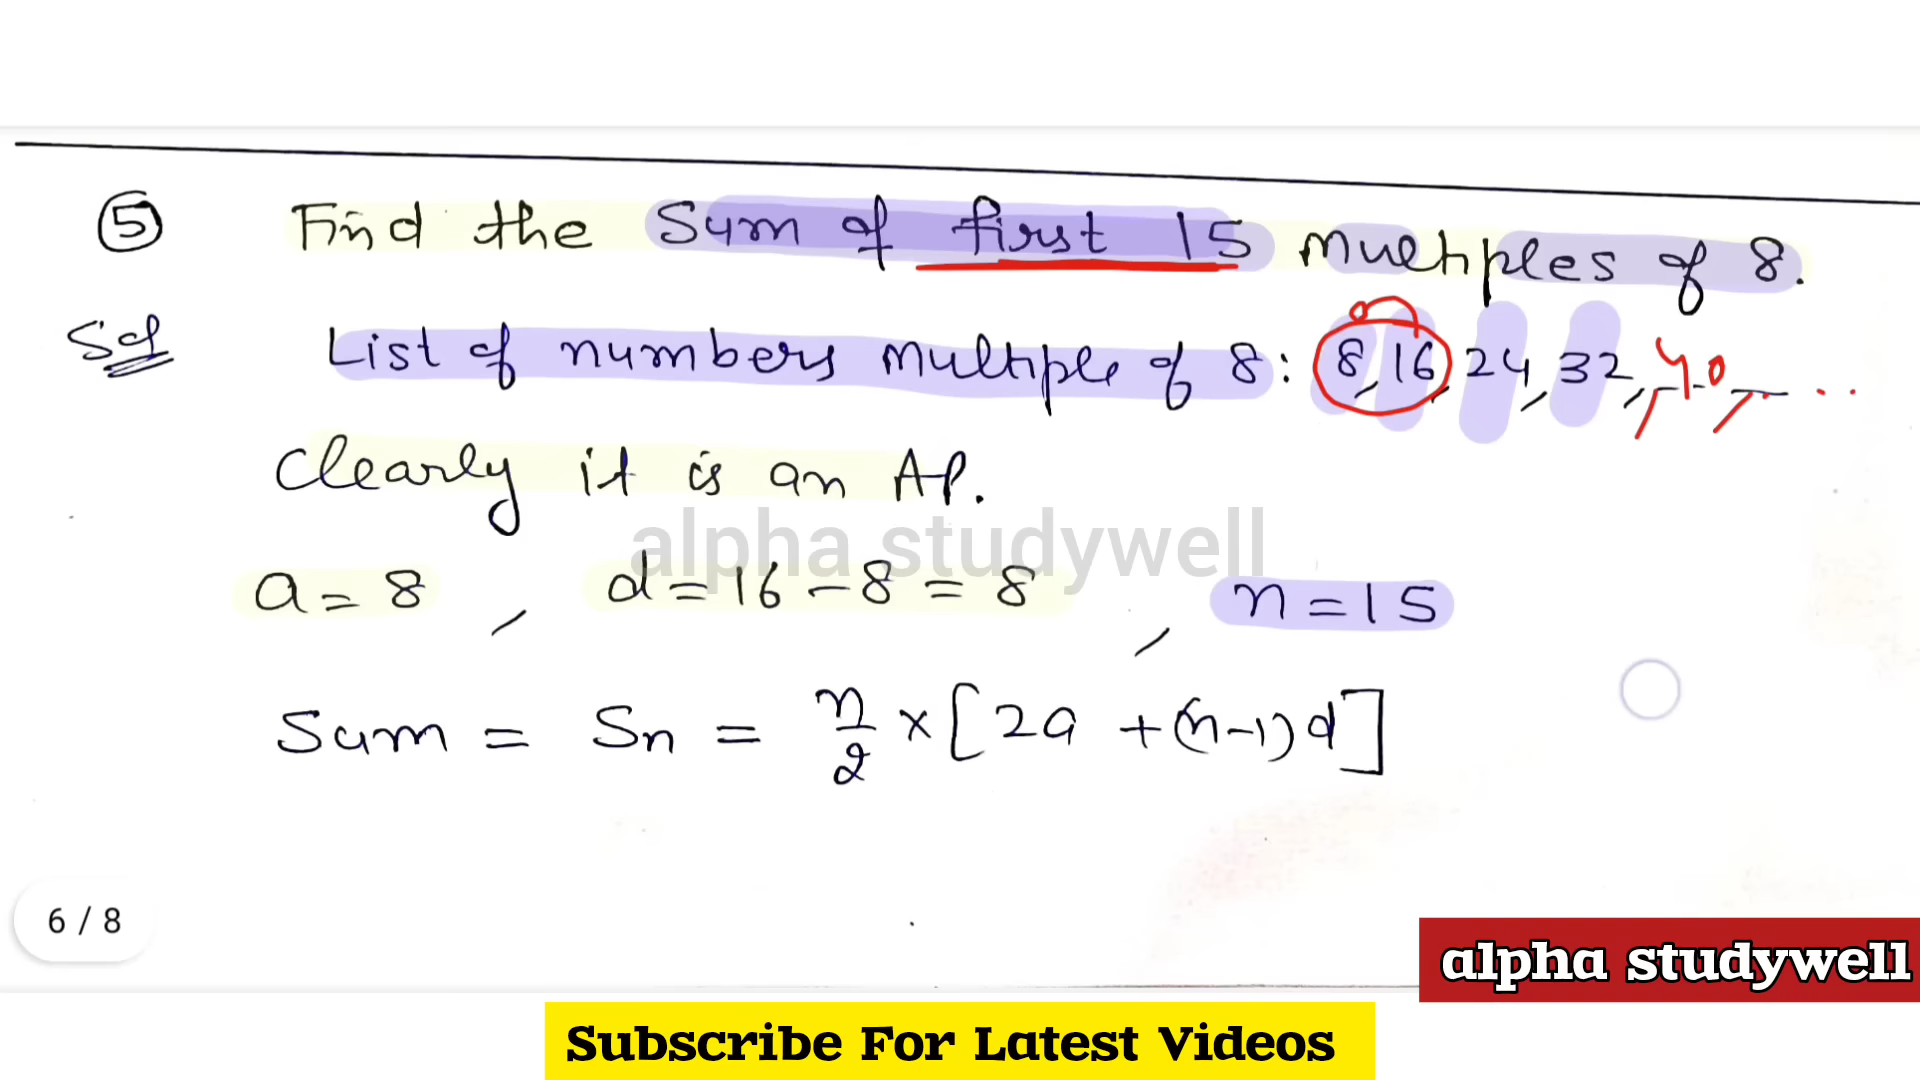 5 Find the Sum of first 15 multiples of 8.
Sol List of numbers multiple of 8: 8, 16, 24, 32, 40, ...
Clearly it is an AP.
alpha studywell
a = 8 , d = 16 - 8 = 8 , n = 15
Sum = Sn = n/2 × [2a + (n-1)d]
6 / 8
alpha studywell
Subscribe For Latest Videos